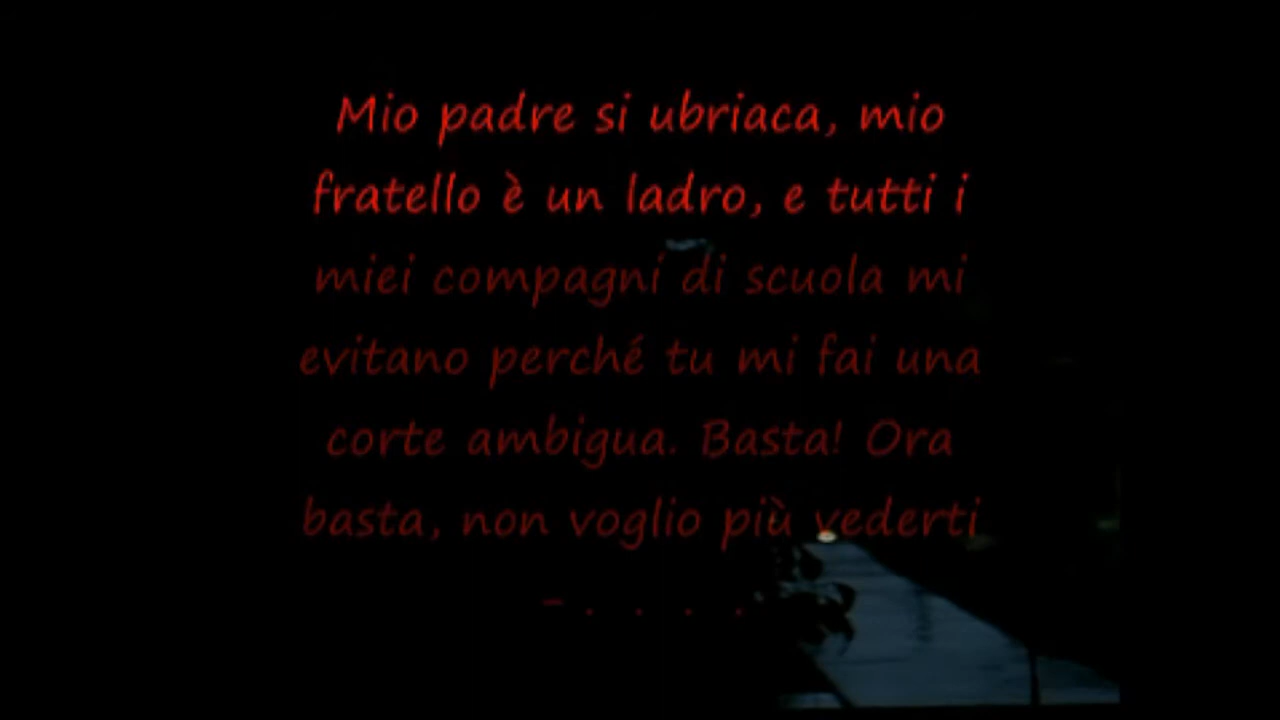 Mio padre si ubriaca, mio
fratello è un ladro, e tutti i
miei compagni di scuola mi
evitano perché tu mi fai una
corte ambigua. Basta! Ora
basta, non voglio più vederti
- . . . .